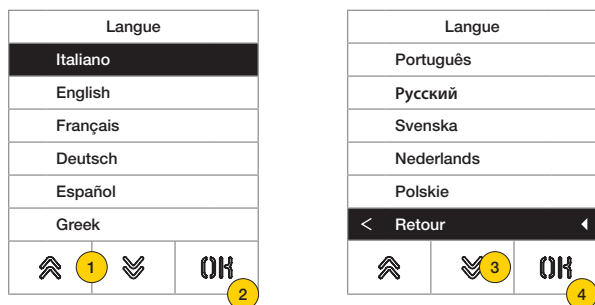 Langue
Italiano
English
Français
Deutsch
Español
Greek
1
OK
2
Langue
Português
Русский
Svenska
Nederlands
Polskie
< Retour
3
OK
4